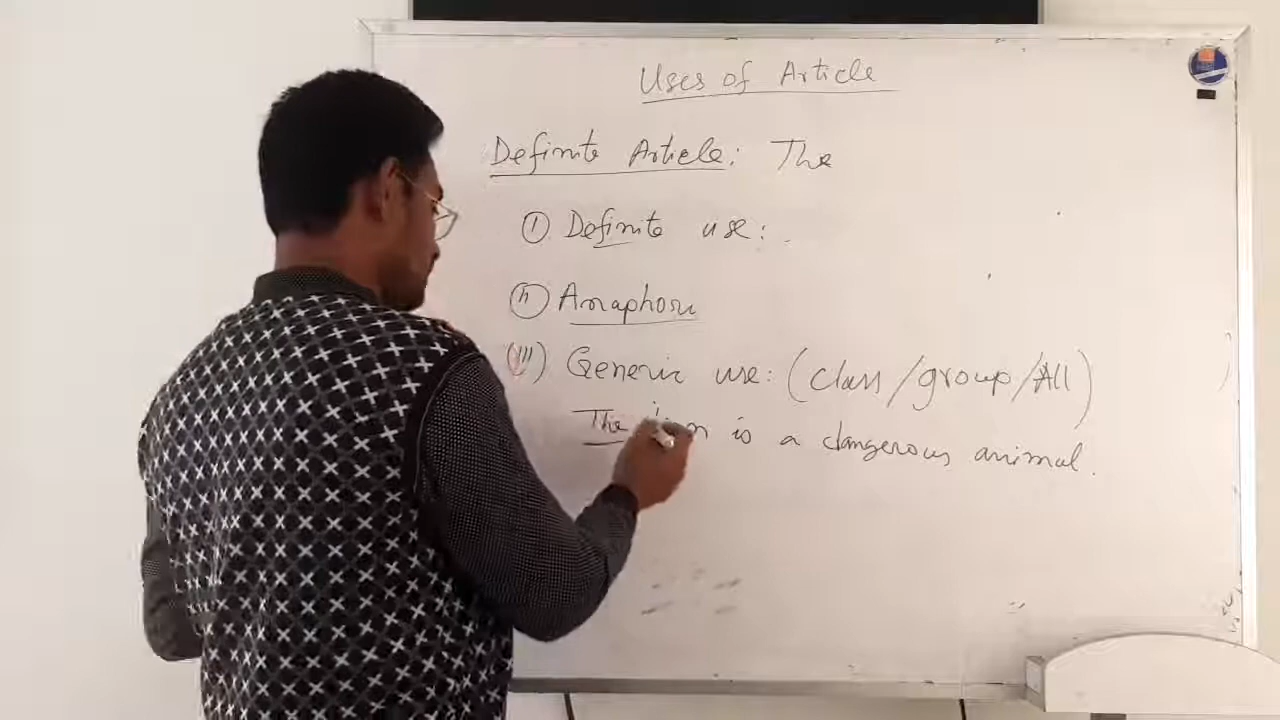 Uses of Article
Definite Article: The
(i) Definite use:
(ii) Anaphoric
(iii) Generic use: (class/group/All)
The is a dangerous animal.